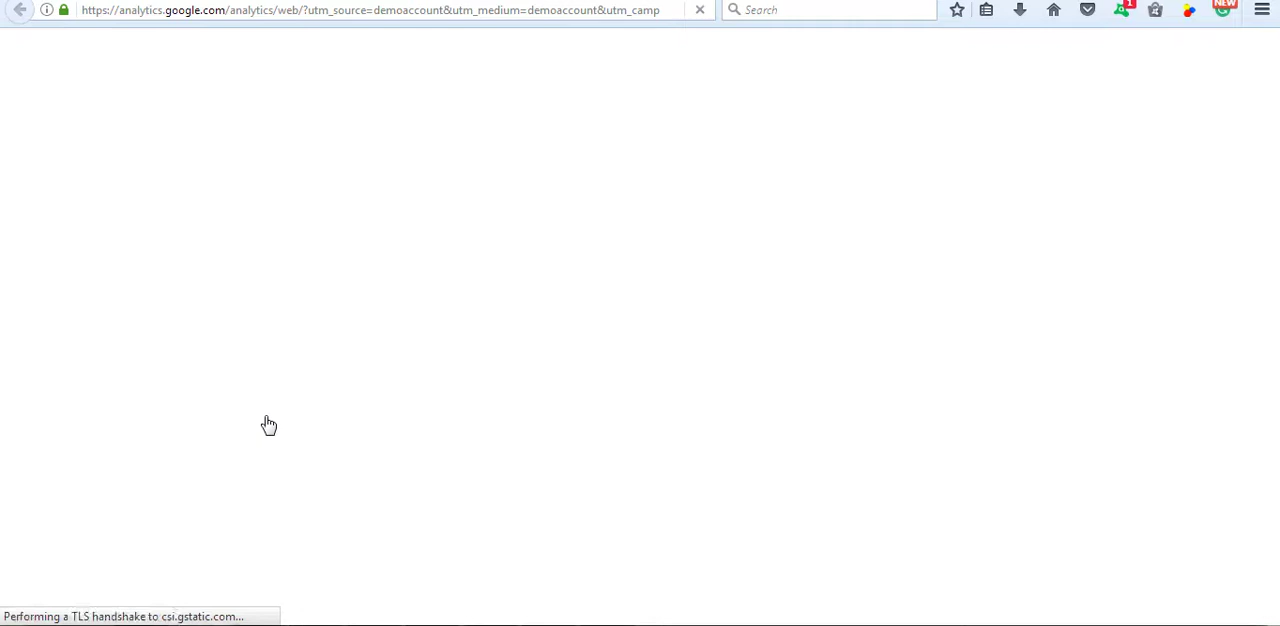 https://analytics.google.com/analytics/web/?utm_source=demoaccount&utm_medium=demoaccount&utm_camp
Search
1
NEW
Performing a TLS handshake to csi.gstatic.com...